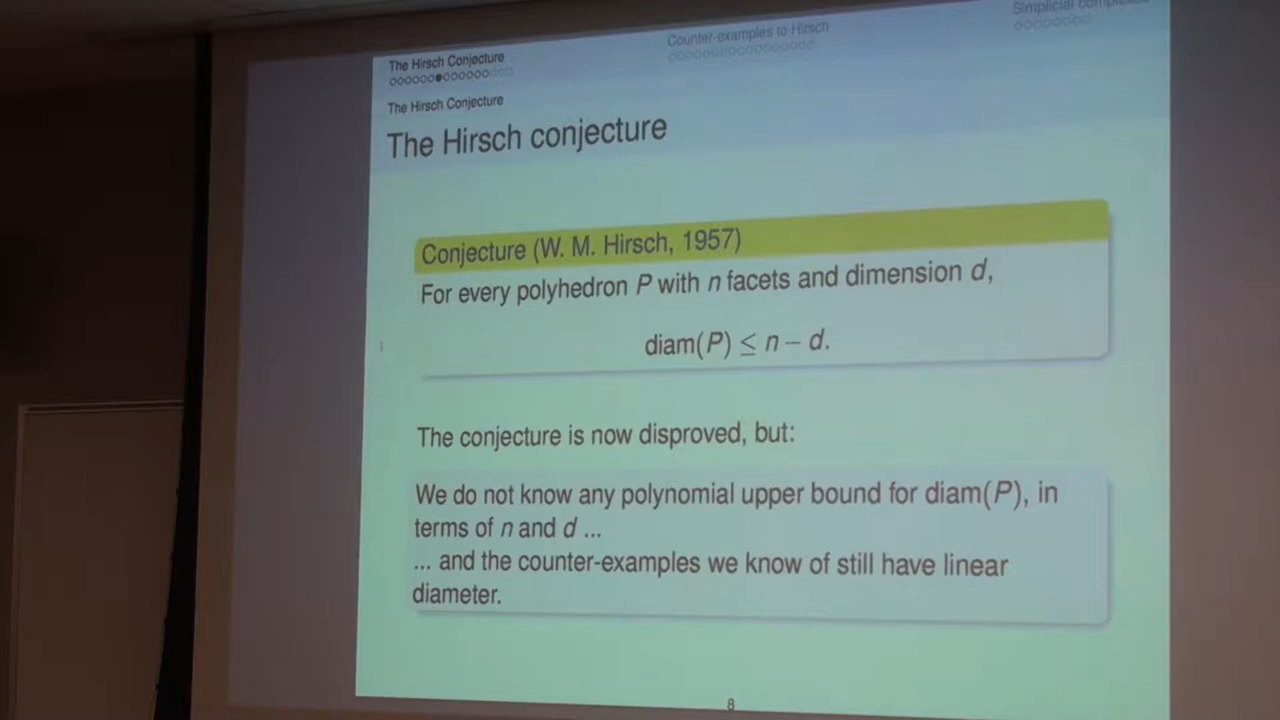 The Hirsch Conjecture
Counter-examples to Hirsch
Simplicial complexes
The Hirsch Conjecture
The Hirsch conjecture
Conjecture (W. M. Hirsch, 1957)
For every polyhedron P with n facets and dimension d,
diam(P) ≤ n − d.
The conjecture is now disproved, but:
We do not know any polynomial upper bound for diam(P), in
terms of n and d ...
... and the counter-examples we know of still have linear
diameter.
8